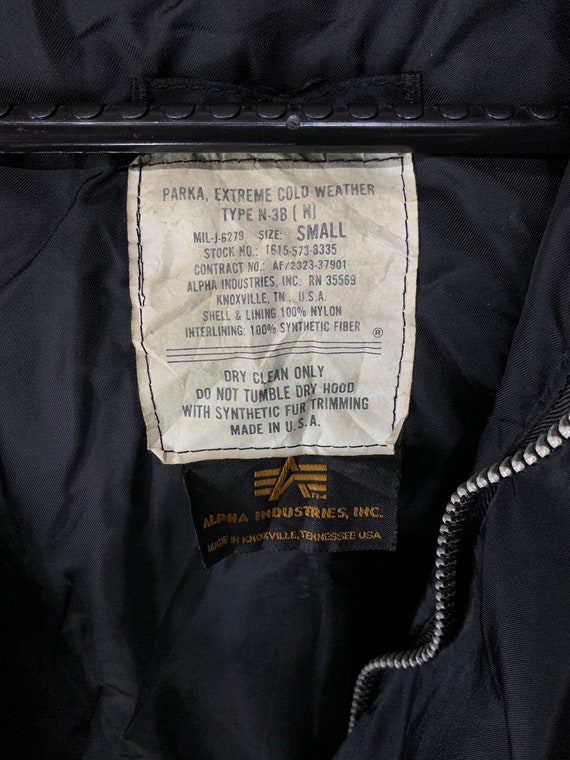 PARKA, EXTREME COLD WEATHER
TYPE N-3B (N)
MIL-J-6279 SIZE: SMALL
STOCK NO.: 1615-573-8335
CONTRACT NO.: AF/2323-37901
ALPHA INDUSTRIES, INC. RN 35569
KNOXVILLE, TN., U.S.A.
SHELL & LINING 100% NYLON
INTERLINING: 100% SYNTHETIC FIBER ®
DRY CLEAN ONLY
DO NOT TUMBLE DRY HOOD
WITH SYNTHETIC FUR TRIMMING
MADE IN U.S.A.
TM
ALPHA INDUSTRIES, INC.
MADE IN KNOXVILLE, TENNESSEE USA